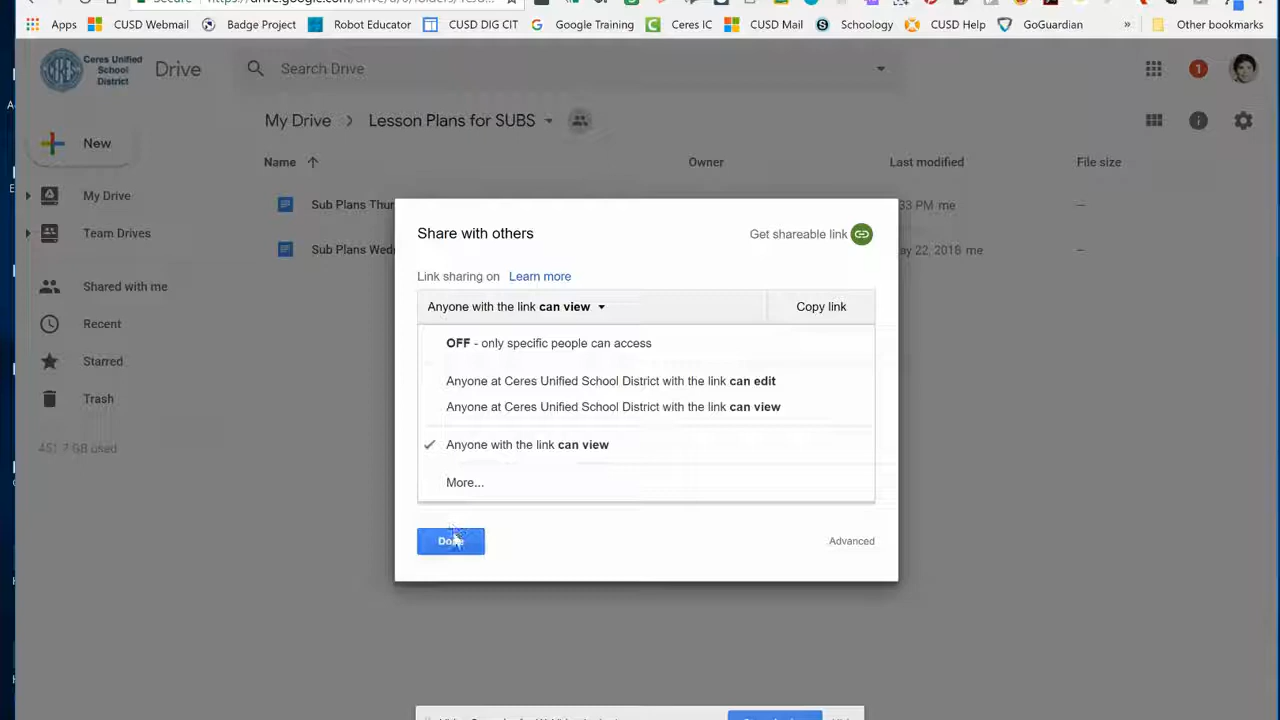 Apps CUSD Webmail Badge Project Robot Educator CUSD DIG CIT Google Training Ceres IC CUSD Mail Schoology CUSD Help GoGuardian » Other bookmarks
Ceres Unified School District
Drive
Search Drive
1
My Drive > Lesson Plans for SUBS
New
Name Owner Last modified File size
My Drive
Sub Plans Thur
33 PM me
–
Team Drives
Sub Plans Wed
ay 22, 2018 me
–
Shared with me
Recent
Starred
Trash
451.7 GB used
Share with others
Get shareable link
Link sharing on Learn more
Anyone with the link can view
Copy link
OFF - only specific people can access
Anyone at Ceres Unified School District with the link can edit
Anyone at Ceres Unified School District with the link can view
Anyone with the link can view
More...
Done
Advanced